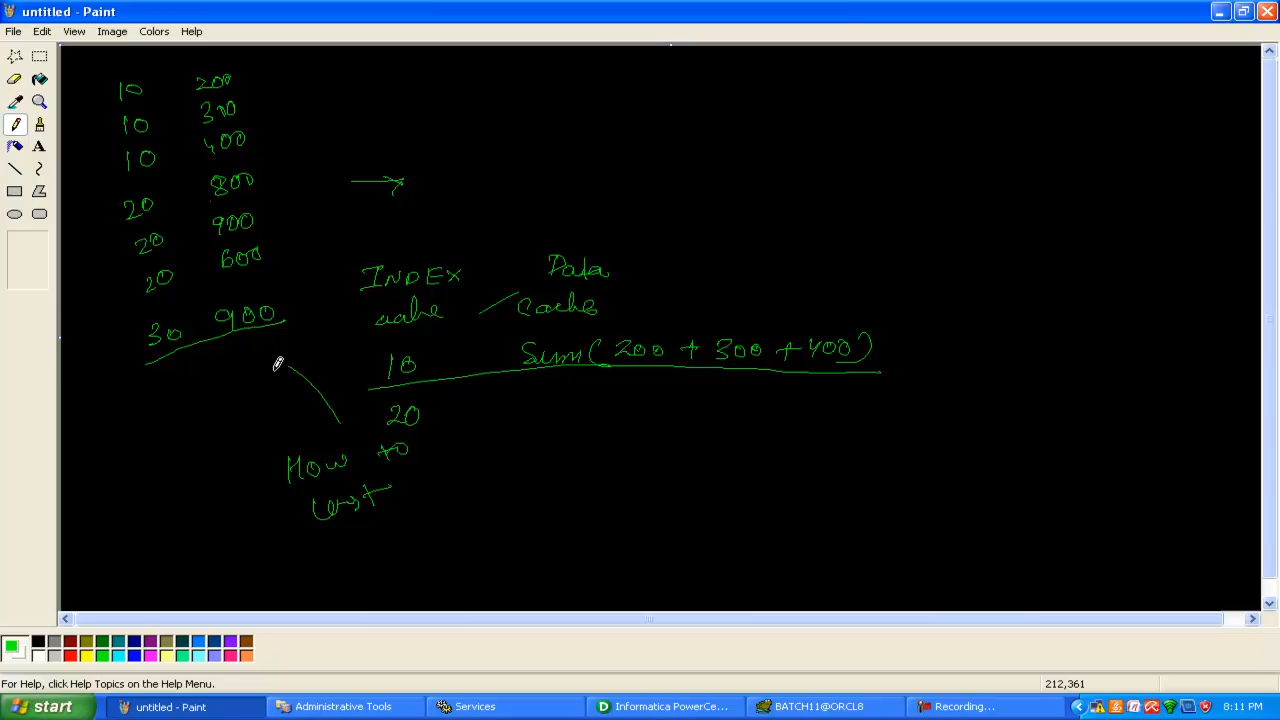 untitled - Paint
File Edit View Image Colors Help
10 200
10 300
10 400
20 800
20 900
20 600
30 900
INDEX Data
Cache
10 Sum(200 + 300 + 400)
20
How to
For Help, click Help Topics on the Help Menu.
212,361
start
untitled - Paint
Administrative Tools
Services
Informatica PowerCe...
BATCH11@ORCL8
Recording...
8:11 PM